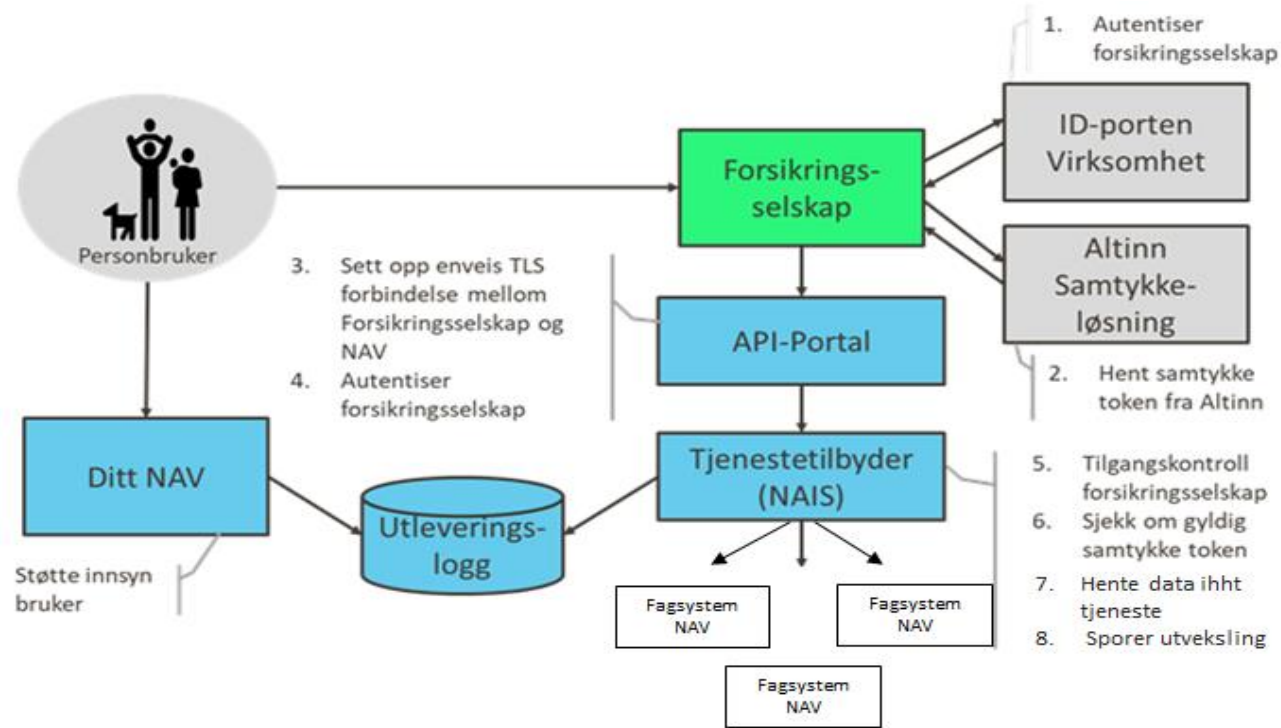 1. Autentiser
forsikringsselskap
ID-porten
Virksomhet
Forsikrings-
selskap
Personbruker
Altinn
Samtykke-
løsning
3. Sett opp enveis TLS
forbindelse mellom
Forsikringsselskap og
NAV
4. Autentiser
forsikringsselskap
API-Portal
2. Hent samtykke
token fra Altinn
Ditt NAV
Utleverings-
logg
Tjenestetilbyder
(NAIS)
5. Tilgangskontroll
forsikringsselskap
6. Sjekk om gyldig
samtykke token
7. Hente data ihht
tjeneste
8. Sporer utveksling
Støtte innsyn
bruker
Fagsystem
NAV
Fagsystem
NAV
Fagsystem
NAV